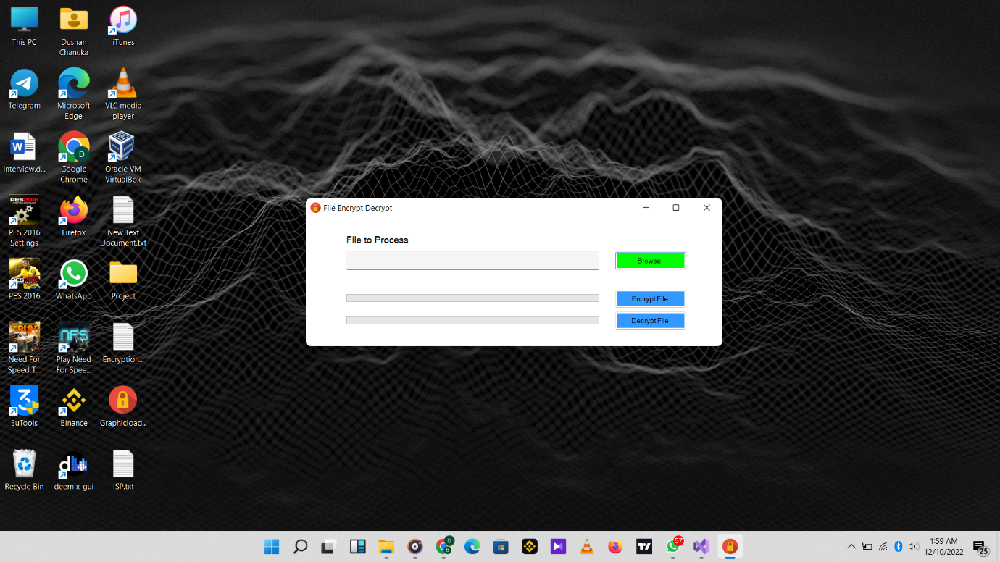 This PC
Dushan
Chanuka
iTunes
Telegram
Microsoft
Edge
VLC media
player
Interview.d...
Google
Chrome
Oracle VM
VirtualBox
PES 2016
Settings
Firefox
New Text
Document.txt
PES 2016
WhatsApp
Project
Need For
Speed T...
Play Need
For Spee...
Encryption...
3uTools
Binance
Graphicload...
Recycle Bin
deemix-gui
ISP.txt
File Encrypt Decrypt
File to Process
Browse
Encrypt File
Decrypt File
57
1:59 AM
12/10/2022
25